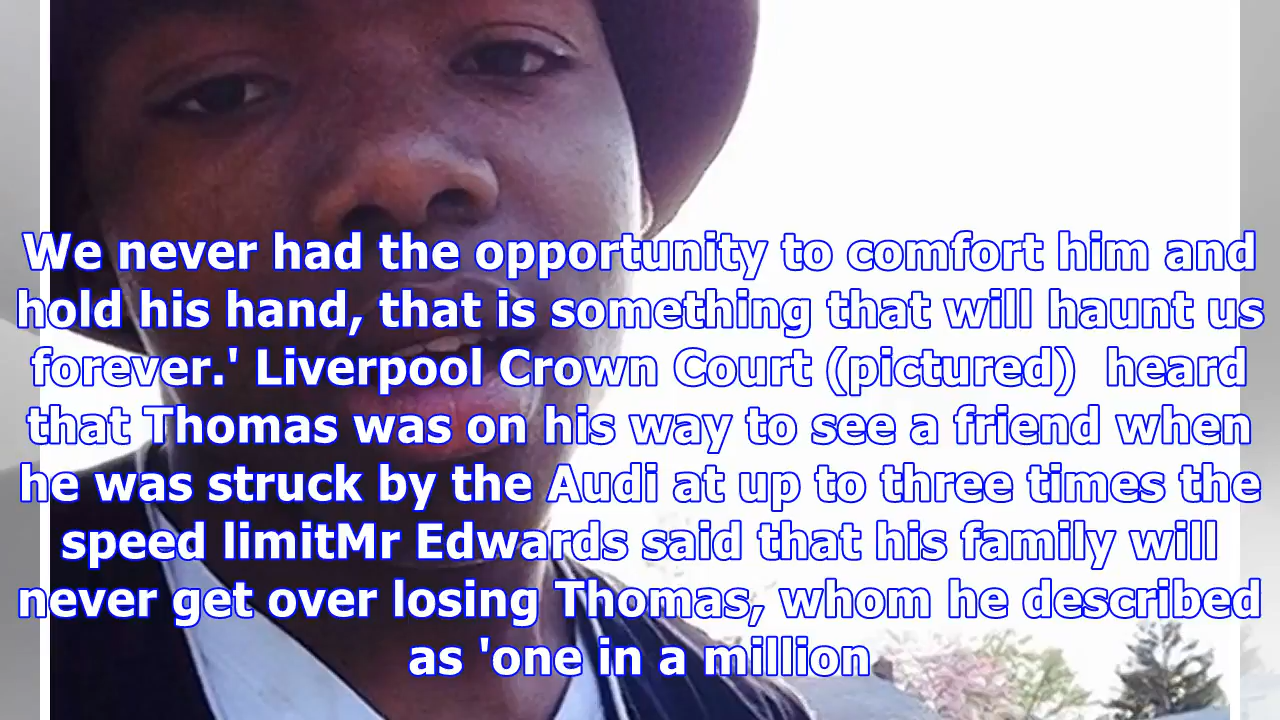 We never had the opportunity to comfort him and
hold his hand, that is something that will haunt us
forever.' Liverpool Crown Court (pictured)  heard
that Thomas was on his way to see a friend when
he was struck by the Audi at up to three times the
speed limitMr Edwards said that his family will
never get over losing Thomas, whom he described
as 'one in a million